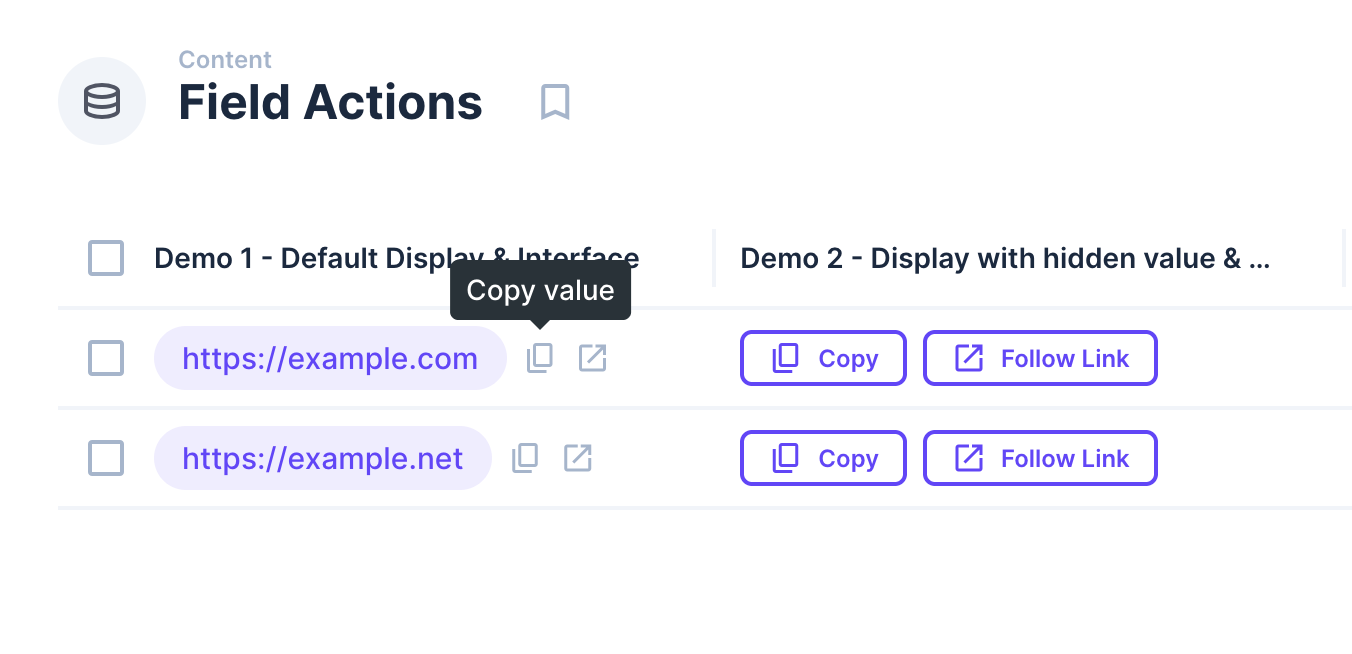 Content
Field Actions
Demo 1 - Default Display & Interface
Demo 2 - Display with hidden value & ...
Copy value
https://example.com
Copy
Follow Link
https://example.net
Copy
Follow Link